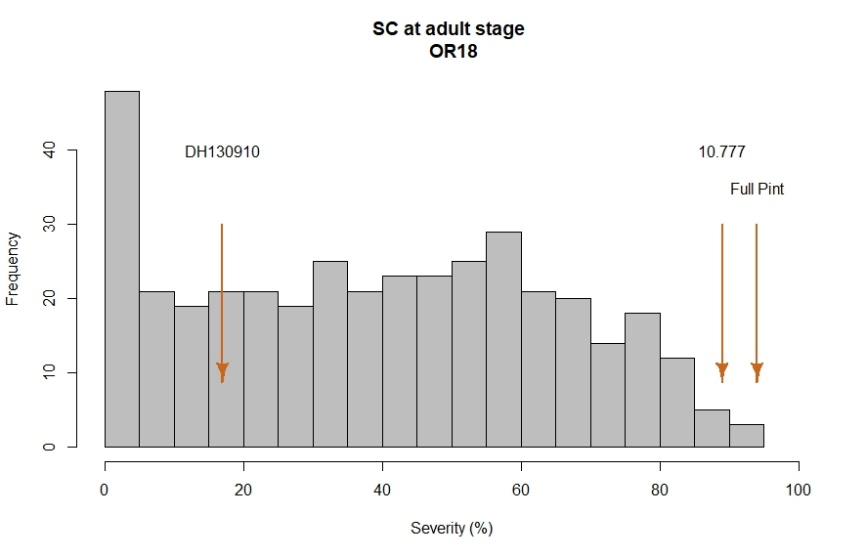 SC at adult stage
OR18
DH130910
10.777
Full Pint
Frequency
40
30
20
10
0
0 20 40 60 80 100
Severity (%)